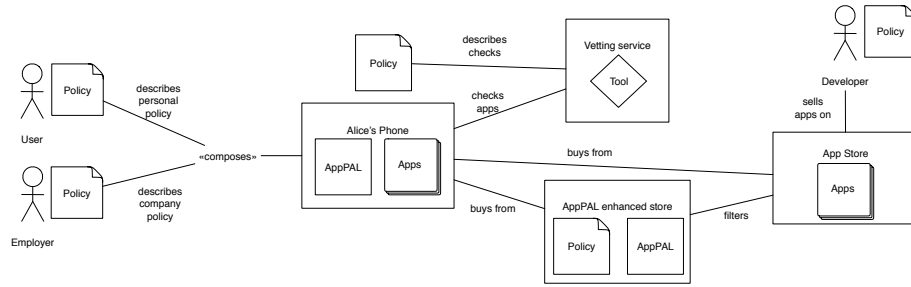 Policy
User
describes
personal
policy
Policy
Employer
describes
company
policy
«composes»
Alice's Phone
AppPAL
Apps
Policy
describes
checks
checks
apps
Vetting service
Tool
buys from
buys from
AppPAL enhanced store
Policy
AppPAL
filters
Policy
Developer
sells
apps on
App Store
Apps